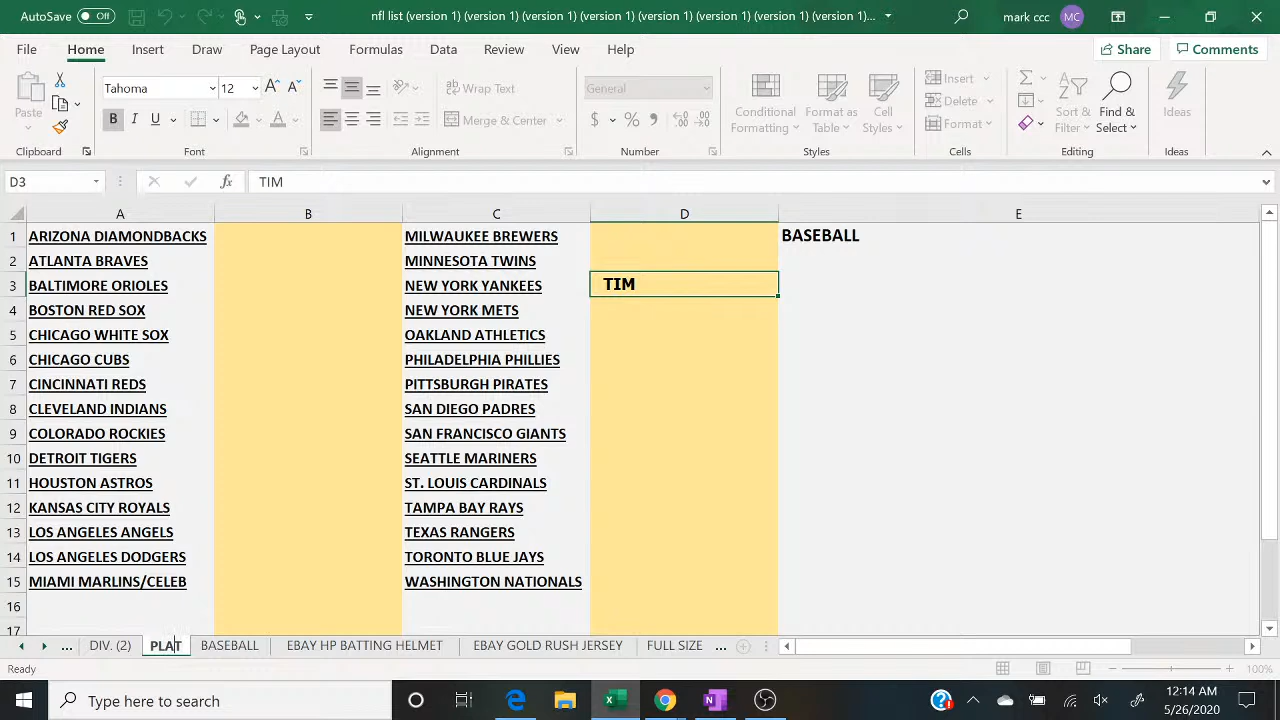 AutoSave Off
nfl list (version 1) (version 1) (version 1) (version 1) (version 1) (version 1) (version 1)...
mark ccc MC
File Home Insert Draw Page Layout Formulas Data Review View Help
Share Comments
Paste
Clipboard
Tahoma 12 A A
B I U A
Font
ab Wrap Text
Merge & Center
Alignment
General
$ % 9 .00 .00
Number
Conditional Formatting
Format as Table
Cell Styles
Styles
Insert
Delete
Format
Cells
Sort & Filter
Find & Select
Editing
Ideas
Ideas
D3 fx TIM
A B C D E
1 ARIZONA DIAMONDBACKS MILWAUKEE BREWERS BASEBALL
2 ATLANTA BRAVES MINNESOTA TWINS
3 BALTIMORE ORIOLES NEW YORK YANKEES TIM
4 BOSTON RED SOX NEW YORK METS
5 CHICAGO WHITE SOX OAKLAND ATHLETICS
6 CHICAGO CUBS PHILADELPHIA PHILLIES
7 CINCINNATI REDS PITTSBURGH PIRATES
8 CLEVELAND INDIANS SAN DIEGO PADRES
9 COLORADO ROCKIES SAN FRANCISCO GIANTS
10 DETROIT TIGERS SEATTLE MARINERS
11 HOUSTON ASTROS ST. LOUIS CARDINALS
12 KANSAS CITY ROYALS TAMPA BAY RAYS
13 LOS ANGELES ANGELS TEXAS RANGERS
14 LOS ANGELES DODGERS TORONTO BLUE JAYS
15 MIAMI MARLINS/CELEB WASHINGTON NATIONALS
16
17
... DIV. (2) PLAT BASEBALL EBAY HP BATTING HELMET EBAY GOLD RUSH JERSEY FULL SIZE ...
Ready 100%
Type here to search
12:14 AM
5/26/2020